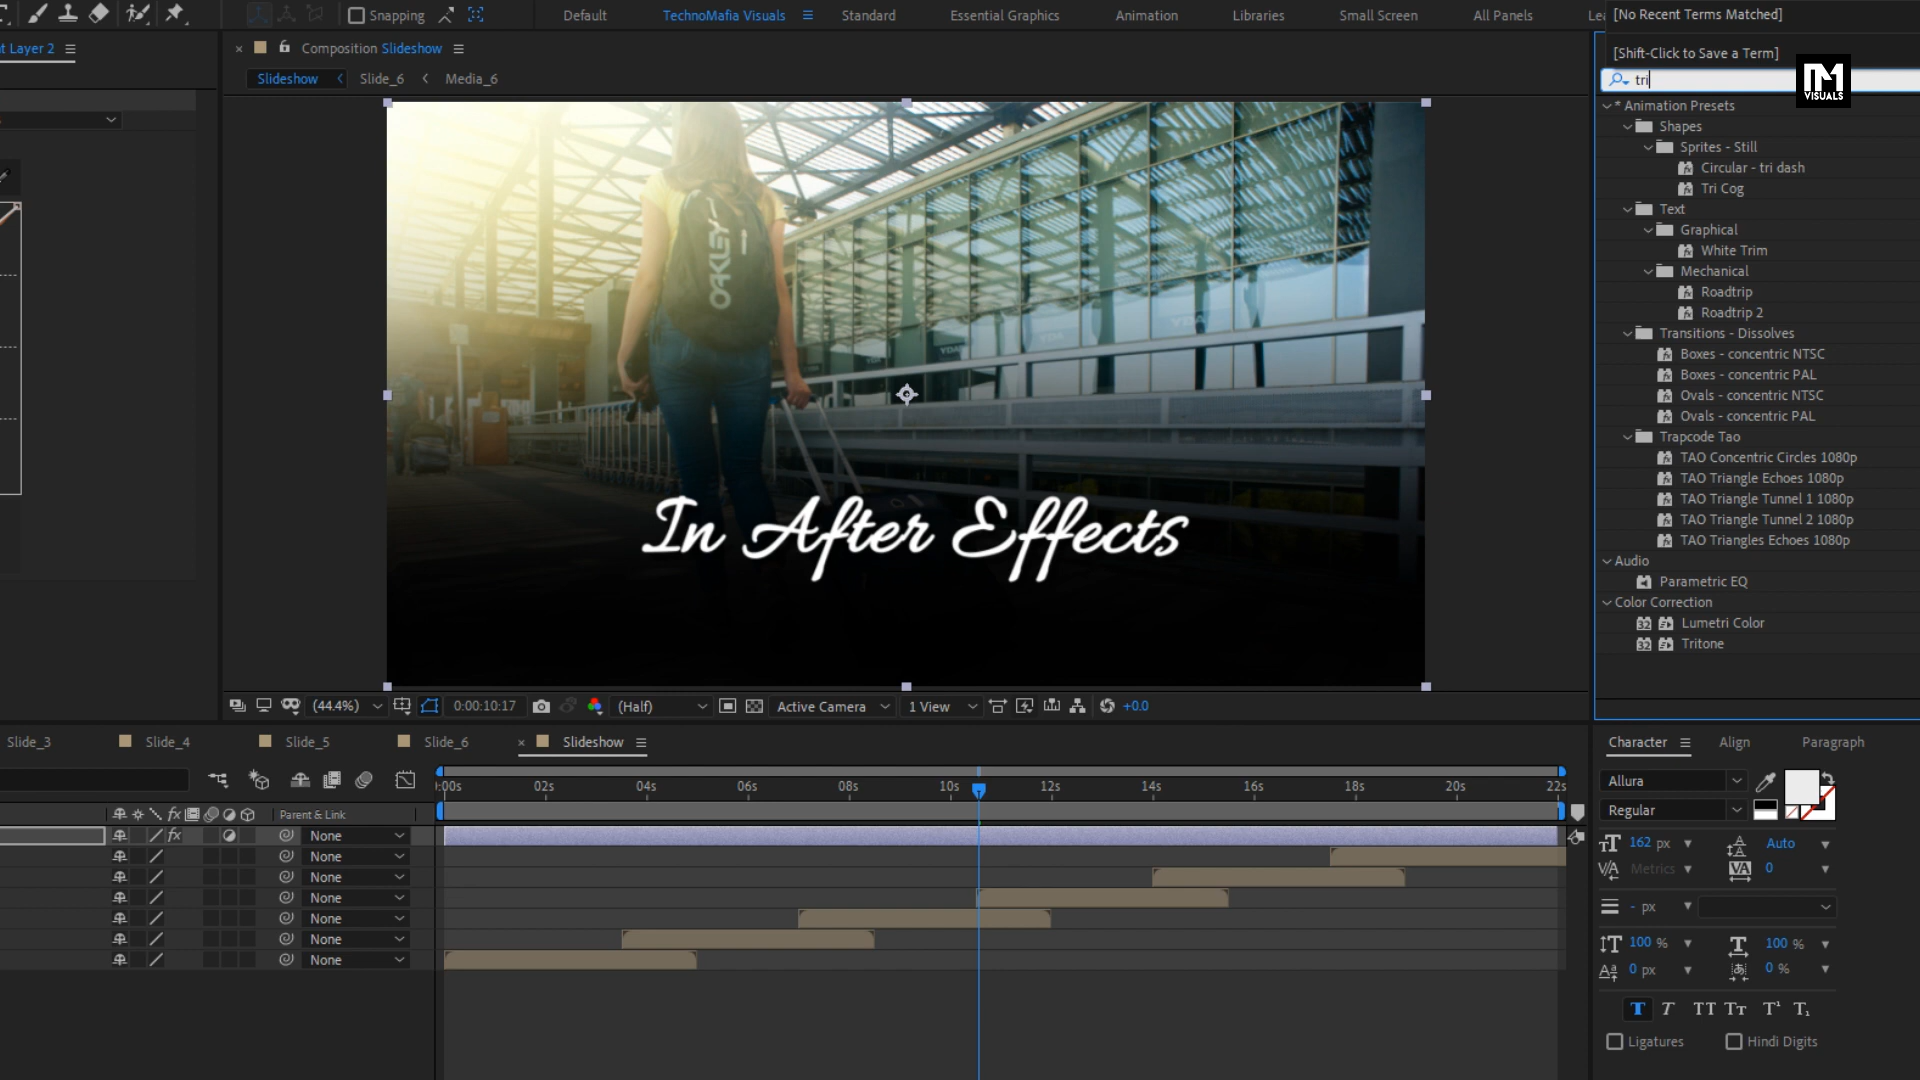 Snapping
Default
TechnoMafia Visuals
Standard
Essential Graphics
Animation
Libraries
Small Screen
All Panels
[No Recent Terms Matched]
t Layer 2
Composition Slideshow
[Shift-Click to Save a Term]
Slideshow
Slide_6
Media_6
tri
VISUALS
* Animation Presets
Shapes
Sprites - Still
Circular - tri dash
Tri Cog
Text
Graphical
White Trim
Mechanical
Roadtrip
Roadtrip 2
Transitions - Dissolves
Boxes - concentric NTSC
Boxes - concentric PAL
Ovals - concentric NTSC
Ovals - concentric PAL
Trapcode Tao
TAO Concentric Circles 1080p
TAO Triangle Echoes 1080p
TAO Triangle Tunnel 1 1080p
TAO Triangle Tunnel 2 1080p
TAO Triangles Echoes 1080p
Audio
Parametric EQ
Color Correction
Lumetri Color
Tritone
OAKLEY
In After Effects
(44.4%)
0:00:10:17
(Half)
Active Camera
1 View
+0.0
Slide_3
Slide_4
Slide_5
Slide_6
Slideshow
Character
Align
Paragraph
:00s 02s 04s 06s 08s 10s 12s 14s 16s 18s 20s 22s
Parent & Link
None
None
None
None
None
None
None
Allura
Regular
162 px
Auto
Metrics
0
- px
100 %
100 %
0 px
0 %
T T TT Tт T¹ T₁
Ligatures
Hindi Digits